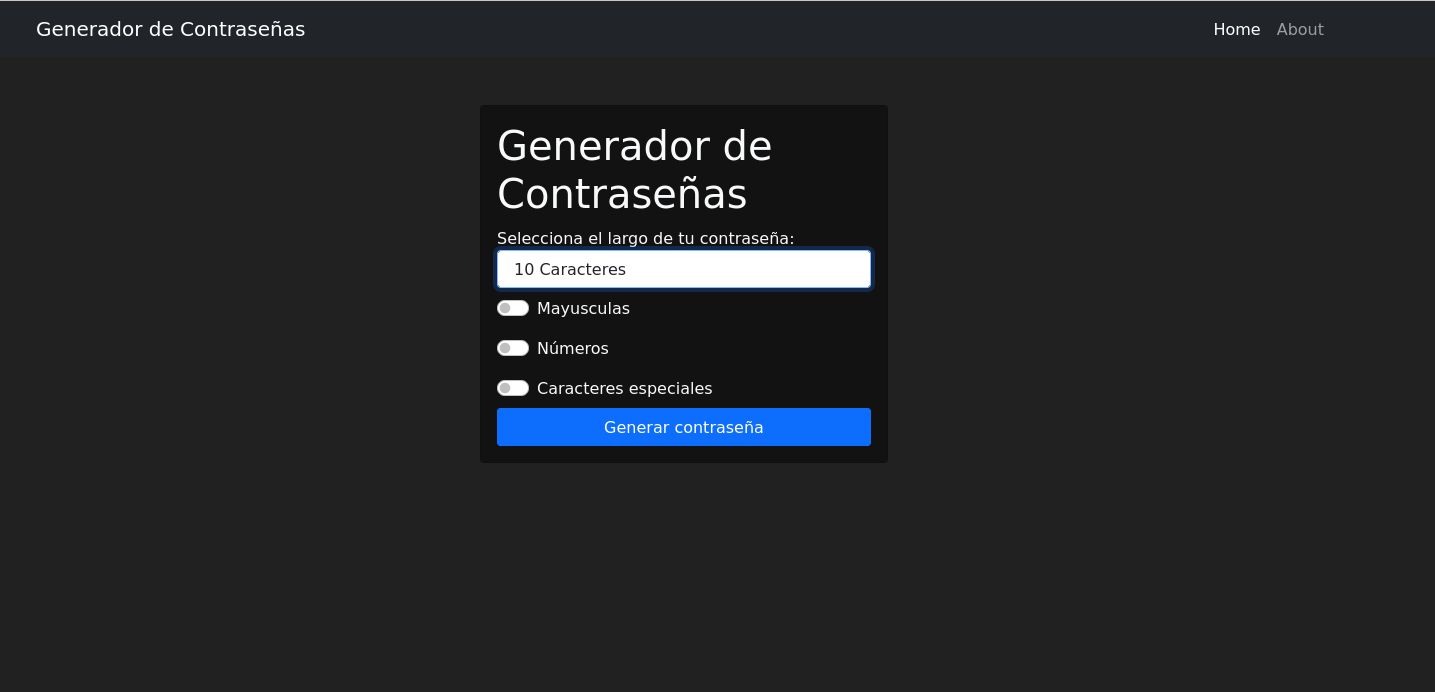 Generador de Contraseñas
Home About
Generador de
Contraseñas
Selecciona el largo de tu contraseña:
10 Caracteres
Mayusculas
Números
Caracteres especiales
Generar contraseña